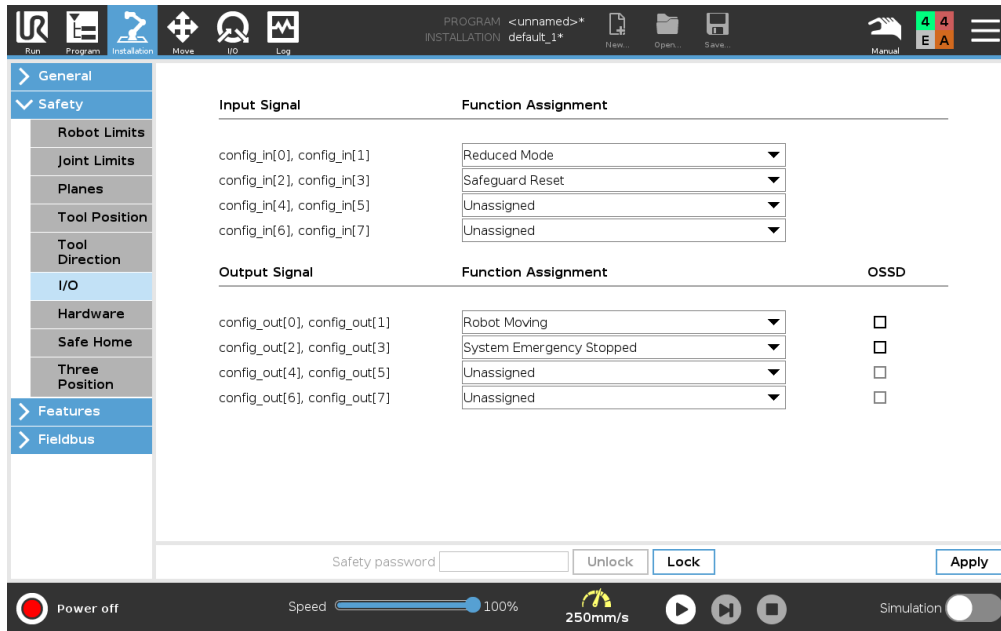 PROGRAM <unnamed>*
INSTALLATION default_1*
Run Program Installation Move I/O Log New... Open... Save... Manual
4 4
E A
General
Safety
Robot Limits
Joint Limits
Planes
Tool Position
Tool
Direction
I/O
Hardware
Safe Home
Three
Position
Features
Fieldbus
Input Signal Function Assignment
config_in[0], config_in[1] Reduced Mode
config_in[2], config_in[3] Safeguard Reset
config_in[4], config_in[5] Unassigned
config_in[6], config_in[7] Unassigned
Output Signal Function Assignment OSSD
config_out[0], config_out[1] Robot Moving
config_out[2], config_out[3] System Emergency Stopped
config_out[4], config_out[5] Unassigned
config_out[6], config_out[7] Unassigned
Safety password Unlock Lock Apply
Power off Speed 100% 250mm/s Simulation